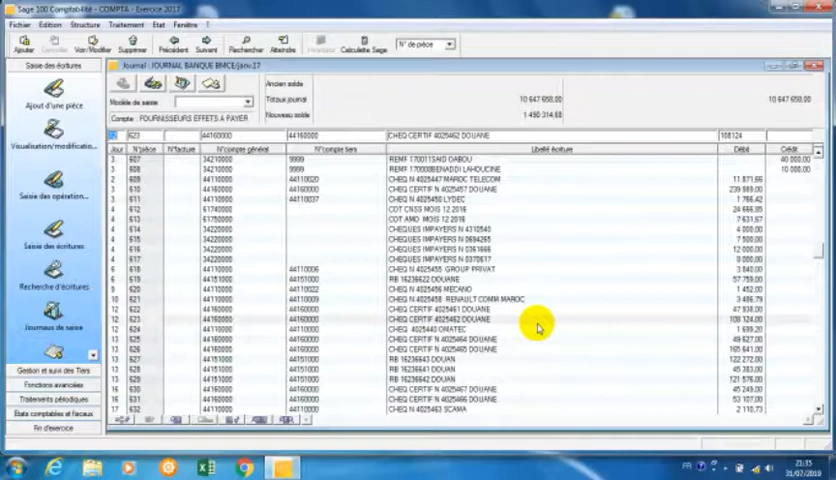 Sage 100 Comptabilité - COMPTA - Exercice 2017
Fichier Edition Structure Traitement Etat Fenêtre ?
Ajouter Voir/Modifier Supprimer Précédent Suivant Rechercher Atteindre Calculette Sage N° de pièce
Saisie des écritures
Journal : JOURNAL BANQUE BMCE/janv.17
Ajout d'une pièce
Visualisation/modificatio...
Saisie des opération...
Saisie des écritures
Recherche d'écritures
Journaux de saisie
Gestion et suivi des Tiers
Fonctions avancées
Traitements périodiques
Etats comptables et fiscaux
Fin d'exercice
Modèle de saisie
Compte : FOURNISSEURS EFFETS A PAYER
Ancien solde
Totaux journal 10 647 658,00 10 647 658,00
Nouveau solde 1 490 314,68
12 623 44160000 44160000 CHEQ CERTIF 4025462 DOUANE 108124
Jour N°pièce N°facture N°compte général N°compte tiers Libellé écriture Débit Crédit
3 607 34210000 9999 REMF 170011SAID DABOU 40 000,00
3 608 34210000 9999 REMF 170008BENADDI LAHOUCINE 10 000,00
2 609 44110000 44110020 CHEQ N 4025447 MAROC TELECOM 11 871,66
3 610 44160000 44160000 CHEQ CERTIF N 4025457 DOUANE 239 989,00
3 611 44110000 44110037 CHEQ N 4025450 LYDEC 1 766,42
4 612 61740000 COT CNSS MOIS 12 2016 24 666,85
4 613 61750000 COT AMO MOIS 12 2016 7 631,67
4 614 34220000 CHEQUES IMPAYERS N 4310540 4 000,00
4 615 34220000 CHEQUES IMPAYERS N 0694265 7 500,00
4 616 34220000 CHEQUES IMPAYERS N 0361666 12 000,00
4 617 34220000 CHEQUES IMPAYERS N 0370617
6 618 44110000 44110006 CHEQ N 4025455 GROUP PRIVAT 3 840,00
6 619 44151000 44151000 RB 16236622 DOUANE 57 759,00
9 620 44110000 44110022 CHEQ N 4025456 MECANO 1 452,00
10 621 44110000 44110009 CHEQ N 4025458 RENAULT COMM MAROC 3 486,79
12 622 44160000 44160000 CHEQ CERTIF 4025461 DOUANE 47 938,00
12 623 44160000 44160000 CHEQ CERTIF 4025462 DOUANE 108 124,00
12 624 44110000 44110000 CHEQ 4025440 OMATEC 1 699,20
13 625 44160000 44160000 CHEQ CERTIF N 4025464 DOUANE 49 627,00
13 626 44160000 44160000 CHEQ CERTIF N 4025465 DOUANE 165 641,00
13 627 44151000 44151000 RB 16236643 DOUAN 122 272,00
13 628 44151000 44151000 RB 16236641 DOUAN 45 383,00
13 629 44151000 44151000 RB 16236642 DOUAN 121 576,00
16 630 44160000 44160000 CHEQ CERTIF N 4025467 DOUANE 45 249,00
16 631 44160000 44160000 CHEQ CERTIF N 4025466 DOUANE 53 107,00
17 632 44110000 44110000 CHEQ N 4025463 SCAMA 2 110,73
FR
21:35
31/07/2019